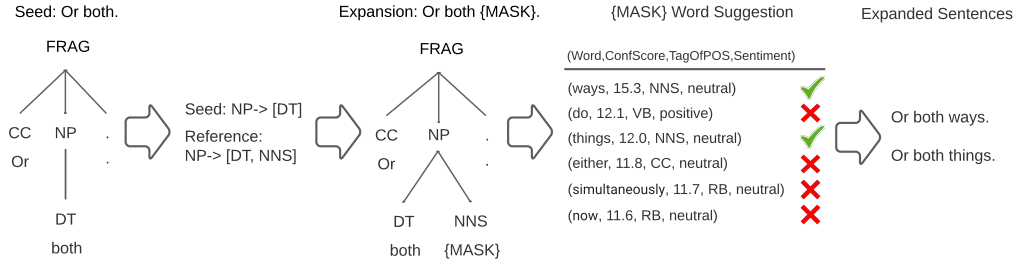 Seed: Or both.
FRAG
CC NP .
Or .
DT
both
Seed: NP-> [DT]
Reference:
NP-> [DT, NNS]
Expansion: Or both {MASK}.
FRAG
CC NP .
Or .
DT NNS
both {MASK}
{MASK} Word Suggestion
(Word,ConfScore,TagOfPOS,Sentiment)
(ways, 15.3, NNS, neutral)
(do, 12.1, VB, positive)
(things, 12.0, NNS, neutral)
(either, 11.8, CC, neutral)
(simultaneously, 11.7, RB, neutral)
(now, 11.6, RB, neutral)
Expanded Sentences
Or both ways.
Or both things.